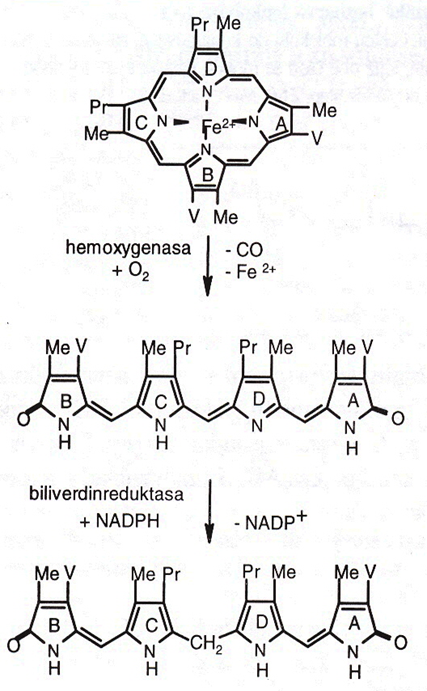 Pr Me
D
N
Pr C N Fe2+ N A Me
Me V
N
B
V Me
hemoxygenasa - CO
+ O2 - Fe 2+
Me V Me Pr Pr Me Me V
O B C D A O
N N N N
H H H
biliverdinreduktasa
+ NADPH - NADP+
Me V Me Pr Pr Me Me V
O B C CH2 D A O
N N N N
H H H H